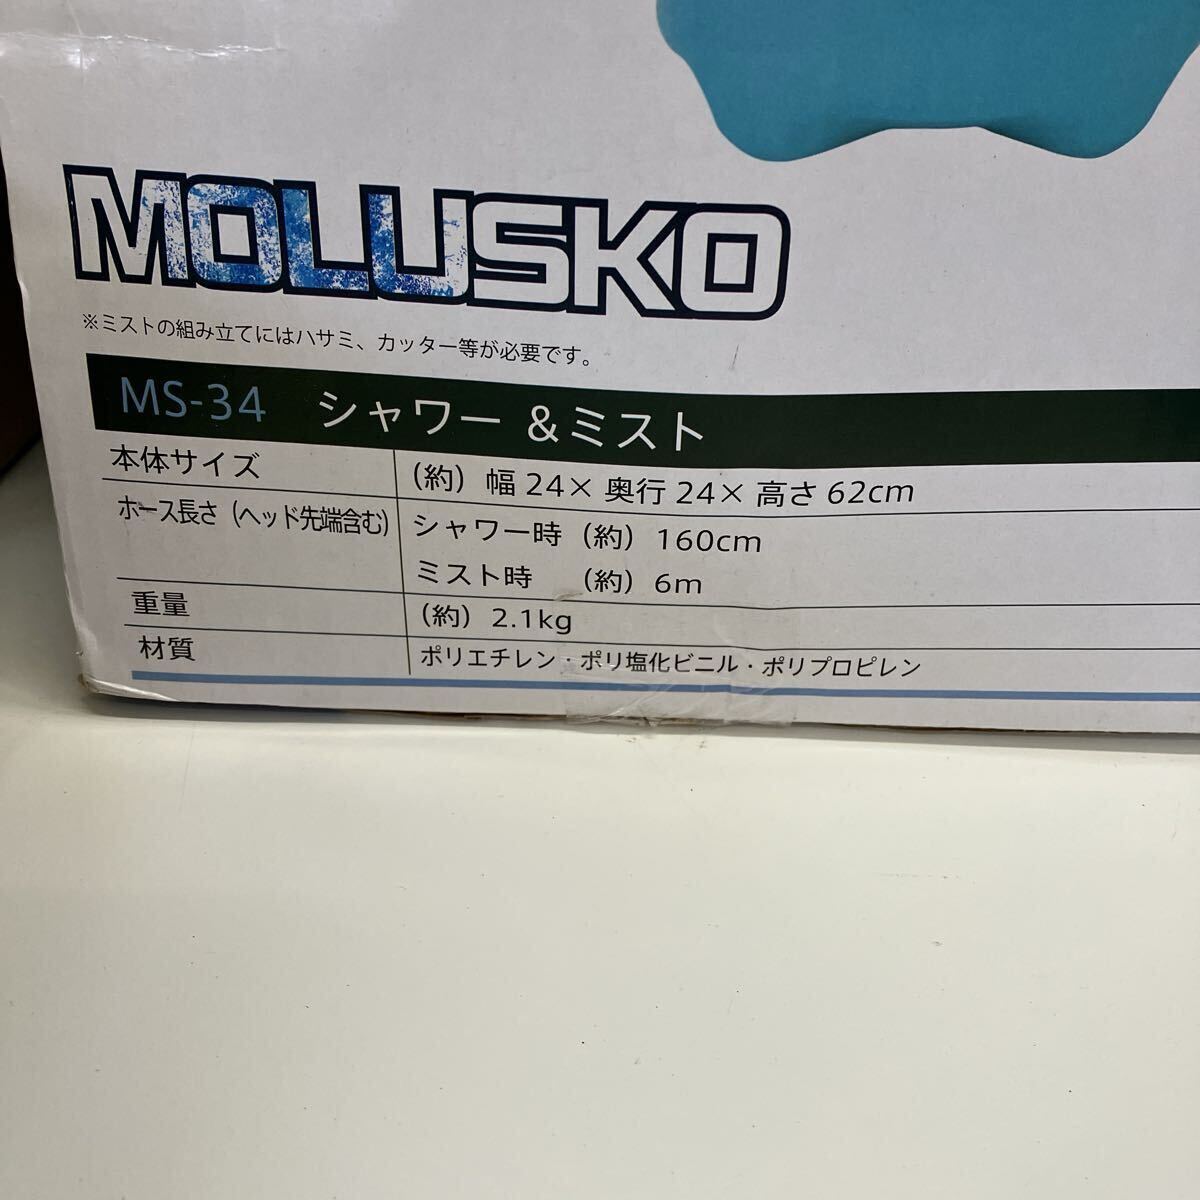 MOLUSKO
※ミストの組み立てにはハサミ、カッター等が必要です。
MS-34 シャワー &ミスト
本体サイズ (約) 幅 24× 奥行 24× 高さ 62cm
ホース長さ (ヘッド先端含む) シャワー時 (約) 160cm
ミスト時 (約) 6m
重量 (約) 2.1kg
材質 ポリエチレン・ポリ塩化ビニル・ポリプロピレン